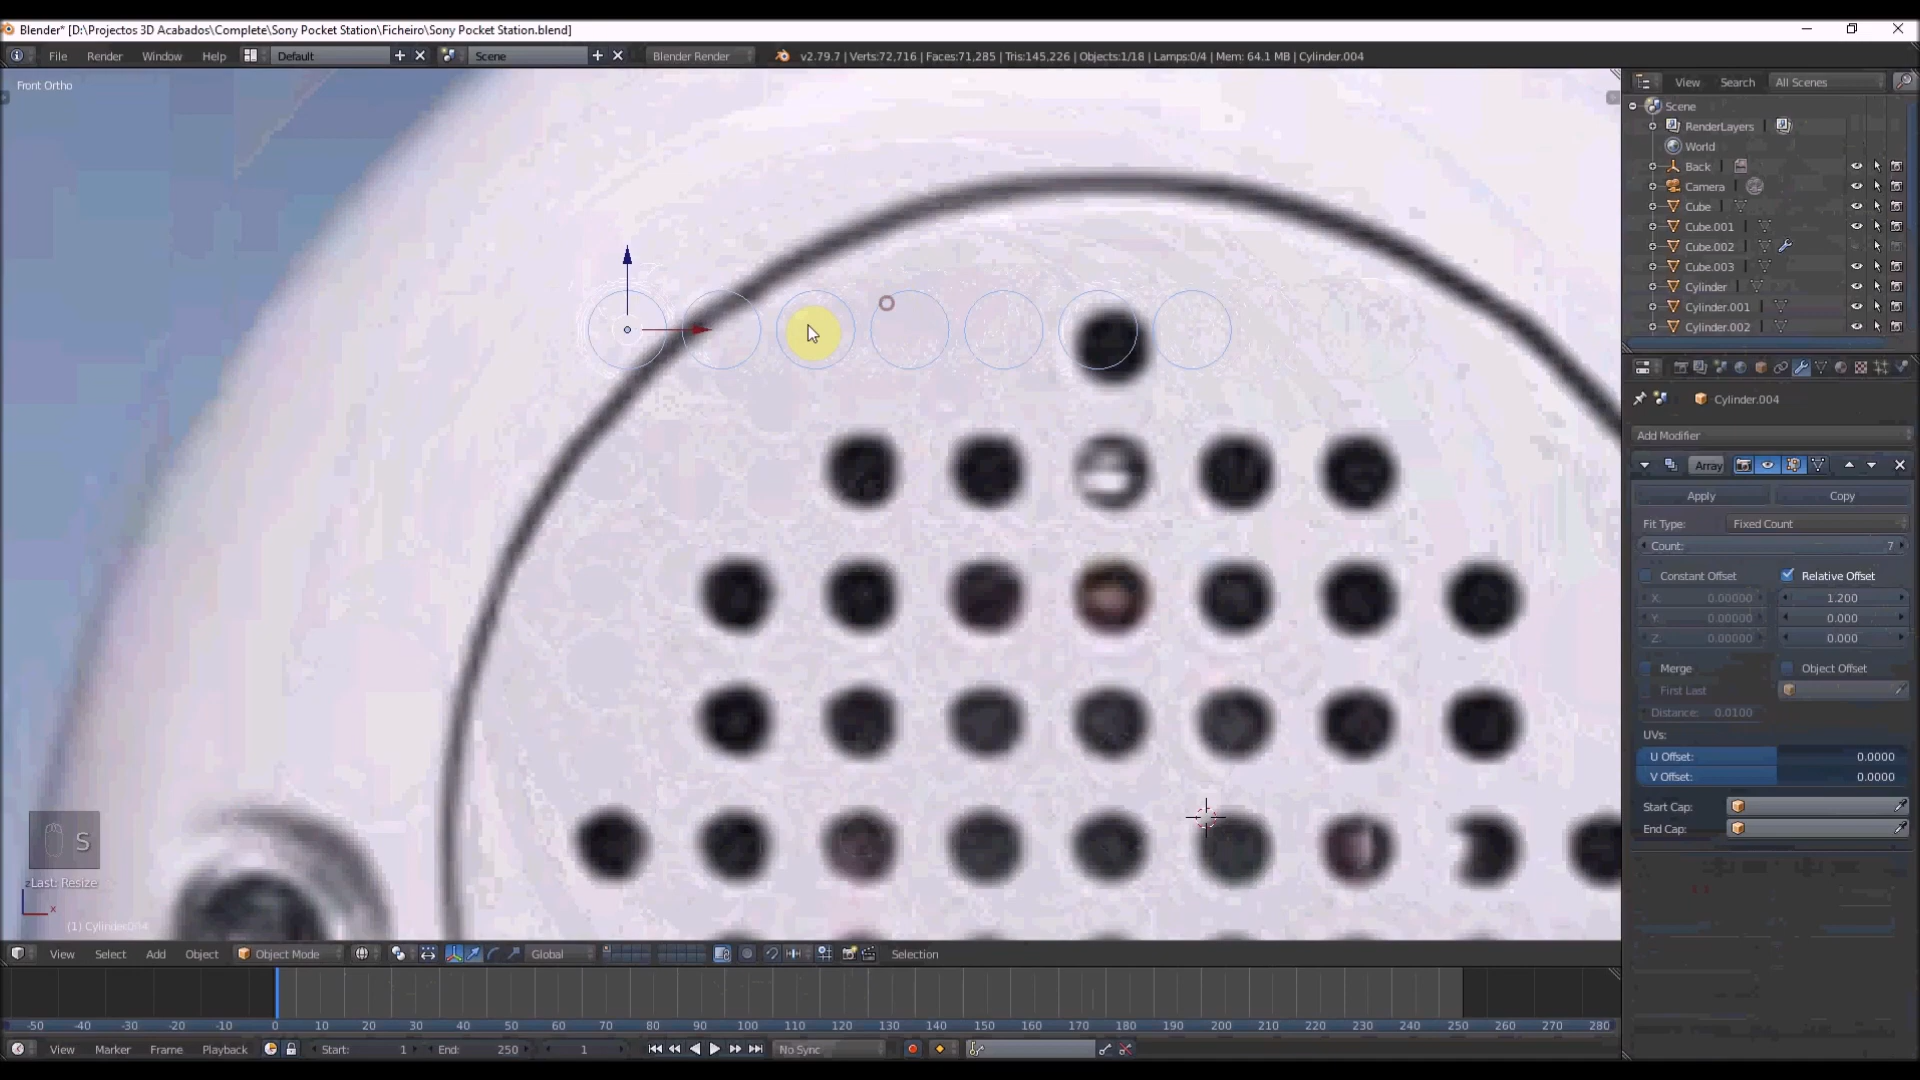 Blender* [D:\Projectos 3D Acabados\Complete\Sony Pocket Station\Ficheiro\Sony Pocket Station.blend]
File Render Window Help Default Scene Blender Render v2.79.7 | Verts:72,716 | Faces:71,285 | Tris:145,226 | Objects:1/18 | Lamps:0/4 | Mem: 64.1 MB | Cylinder.004
Front Ortho
View Search All Scenes
Scene
RenderLayers
World
Back
Camera
Cube
Cube.001
Cube.002
Cube.003
Cylinder
Cylinder.001
Cylinder.002
Cylinder.004
Add Modifier
Array
Apply Copy
Fit Type: Fixed Count
Count: 7
Constant Offset Relative Offset
X: 0.00000 1.200
Y: 0.00000 0.000
Z: 0.00000 0.000
Merge Object Offset
First Last
Distance: 0.0100
UVs:
U Offset: 0.0000
V Offset: 0.0000
Start Cap:
End Cap:
S
Last: Resize
x
(1) Cylinder.004
View Select Add Object Object Mode Global Selection
-50 -40 -30 -20 -10 0 10 20 30 40 50 60 70 80 90 100 110 120 130 140 150 160 170 180 190 200 210 220 230 240 250 260 270 280
View Marker Frame Playback Start: 1 End: 250 1 No Sync